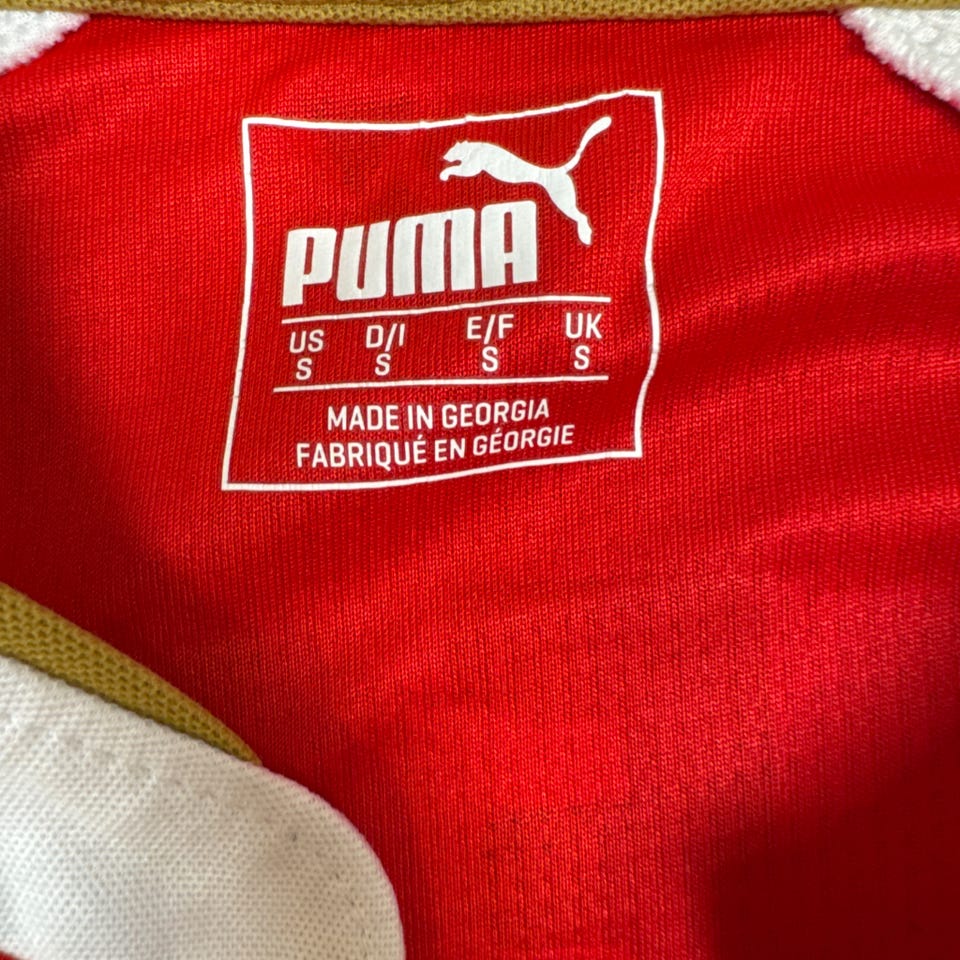 PUMA
US D/I E/F UK
S S S S
MADE IN GEORGIA
FABRIQUÉ EN GÉORGIE